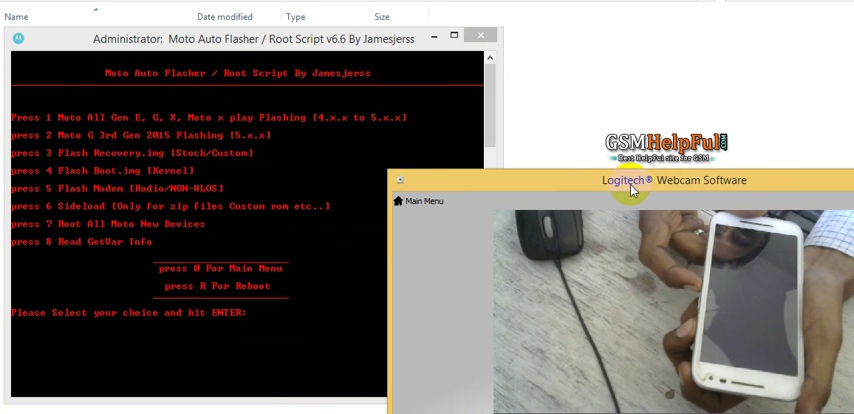 Name
Date modified
Type
Size
Administrator: Moto Auto Flasher / Root Script v6.6 By Jamesjerss
Moto Auto Flasher / Root Script By Jamesjerss
Press 1 Moto All Gen E, G, X, Moto x play Flashing [4.x.x to 5.x.x]
press 2 Moto G 3rd Gen 2015 Flashing [5.x.x]
press 3 Flash Recovery.img [Stock/Custom]
press 4 Flash Boot.img [Kernel]
press 5 Flash Modem [Radio/NON-HLOS]
press 6 Sideload [Only for zip files Custom rom etc..]
press 7 Root All Moto New Devices
press 8 Read GetVar Info
press 0 For Main Menu
press R For Reboot
Please Select your choice and hit ENTER:
GSMHelpFul.COM
Best HelpFul site for GSM
Logitech® Webcam Software
Main Menu